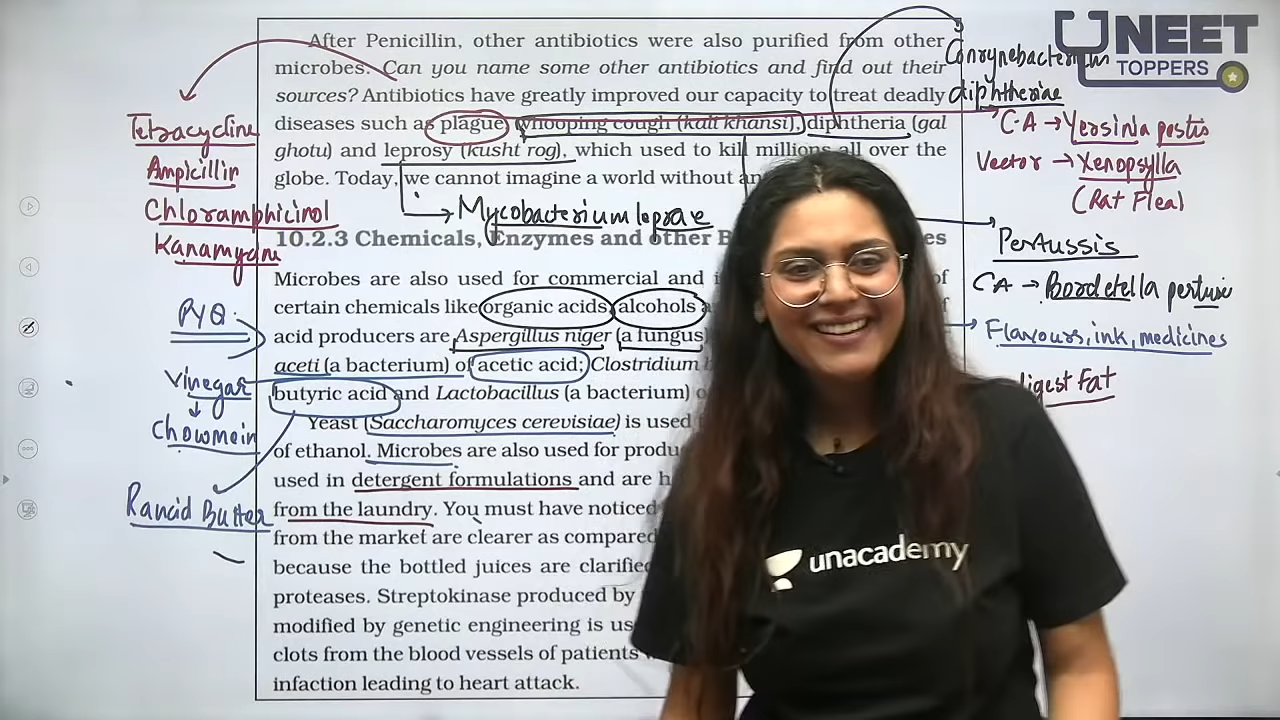 After Penicillin, other antibiotics were also purified from other
microbes. Can you name some other antibiotics and find out their
sources? Antibiotics have greatly improved our capacity to treat deadly
diseases such as plague, whooping cough (kali khansi), diphtheria (gal
ghotu) and leprosy (kusht rog), which used to kill millions all over the
globe. Today, we cannot imagine a world without an
10.2.3 Chemicals, Enzymes and other B
es
Microbes are also used for commercial and i
of
certain chemicals like organic acids, alcohols a
f
acid producers are Aspergillus niger (a fungus)
aceti (a bacterium) of acetic acid; Clostridium b
butyric acid and Lactobacillus (a bacterium) o
Yeast (Saccharomyces cerevisiae) is used f
of ethanol. Microbes are also used for produ
used in detergent formulations and are h
from the laundry. You must have noticed
from the market are clearer as compared
because the bottled juices are clarified
proteases. Streptokinase produced by
modified by genetic engineering is us
clots from the blood vessels of patients
infaction leading to heart attack.
Tetracycline
Ampicillin
Chloramphicinol
Kanamycin
PYQ
Vinegar
Chowmein
Rancid Butter
Mycobacterium leprae
Conrynebacterium
diphtheriae
CA → Yersinia pestis
Vector → Xenopsylla
(Rat Flea)
Pertussis
CA → Bordetella pertusis
Flavours, ink, medicines
digest fat
UNEET
TOPPERS
unacademy